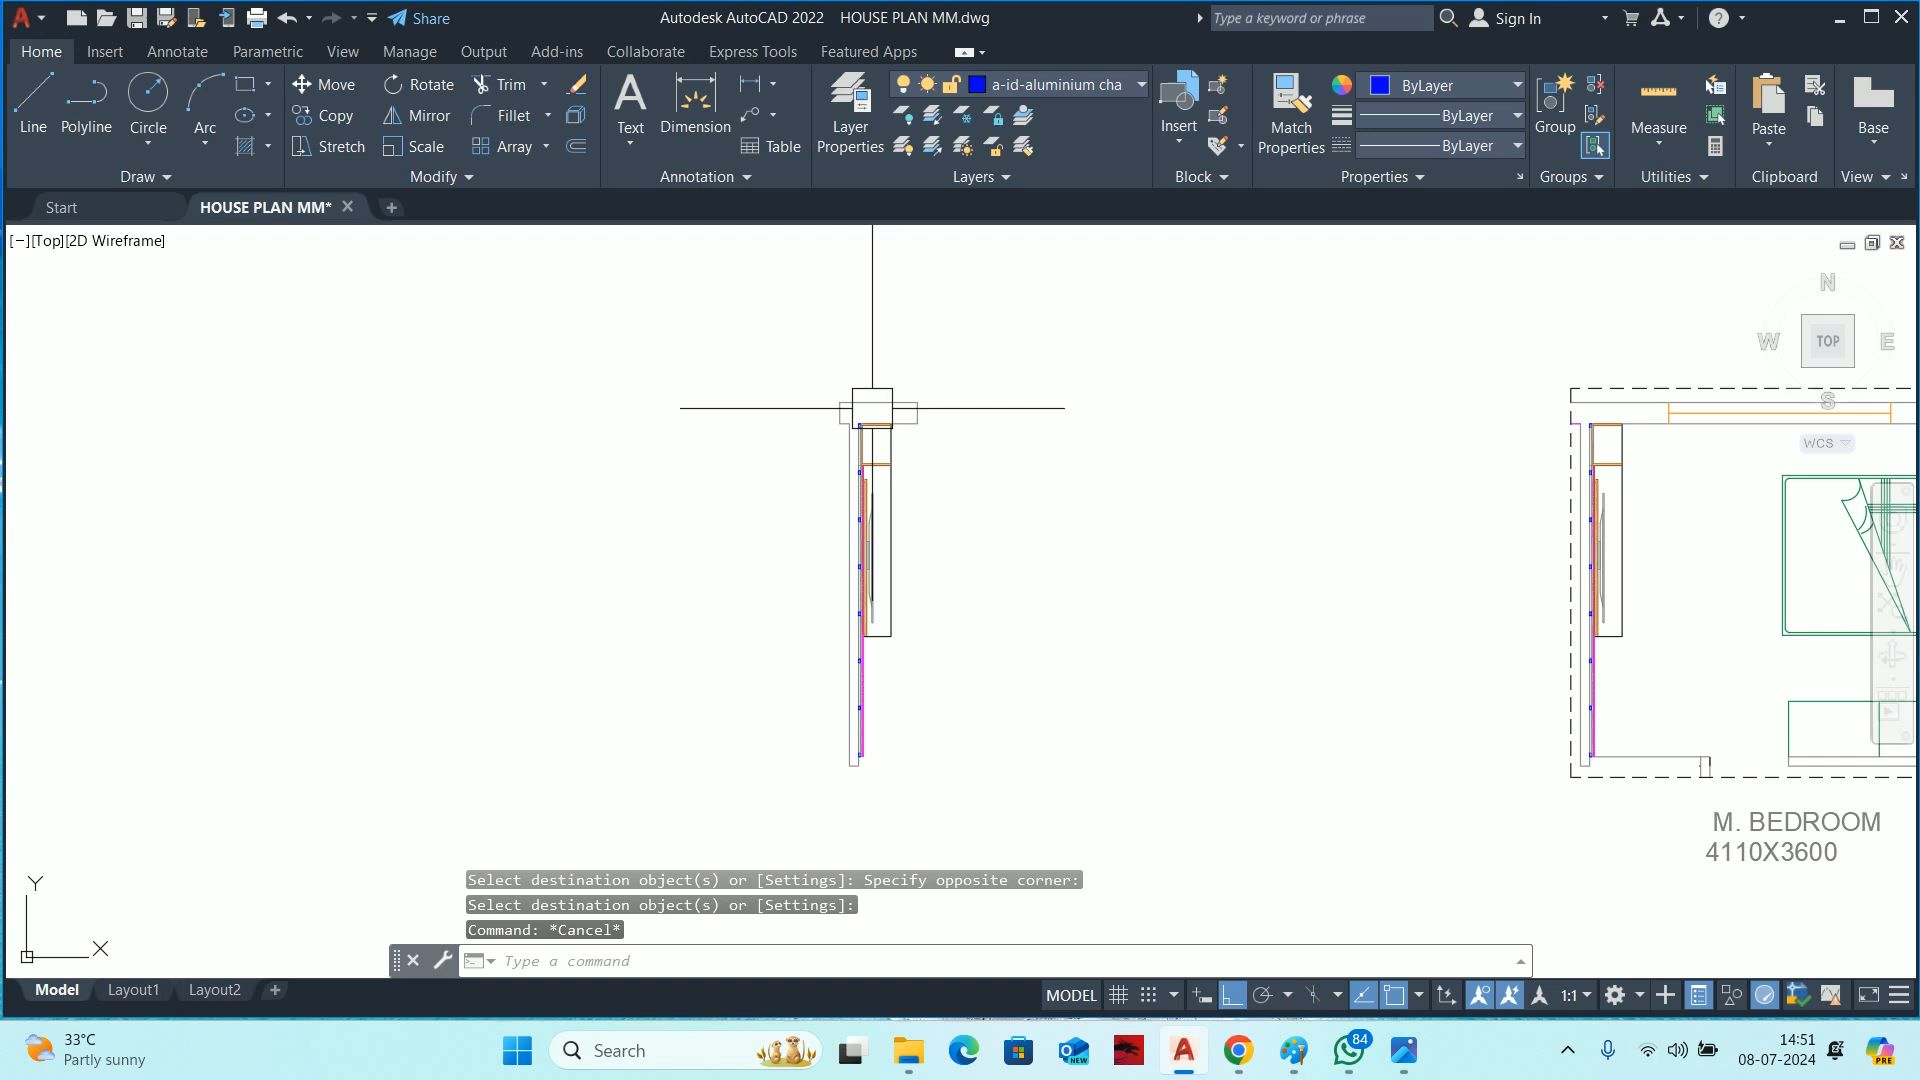 Share
Autodesk AutoCAD 2022 HOUSE PLAN MM.dwg
Type a keyword or phrase
Sign In
Home Insert Annotate Parametric View Manage Output Add-ins Collaborate Express Tools Featured Apps
Line
Polyline
Circle
Arc
Draw
Move
Rotate
Trim
Copy
Mirror
Fillet
Stretch
Scale
Array
Modify
Text
Dimension
Table
Annotation
Layer
Properties
a-id-aluminium cha
Layers
Insert
Block
Match
Properties
ByLayer
ByLayer
ByLayer
Properties
Group
Groups
Measure
Utilities
Paste
Clipboard
Base
View
Start
HOUSE PLAN MM*
[−][Top][2D Wireframe]
N
W
TOP
E
S
WCS
M. BEDROOM
4110X3600
Y
X
Select destination object(s) or [Settings]: Specify opposite corner:
Select destination object(s) or [Settings]:
Command: *Cancel*
Type a command
Model Layout1 Layout2
MODEL
1:1
33°C
Partly sunny
Search
NEW
84
14:51
08-07-2024
PRE